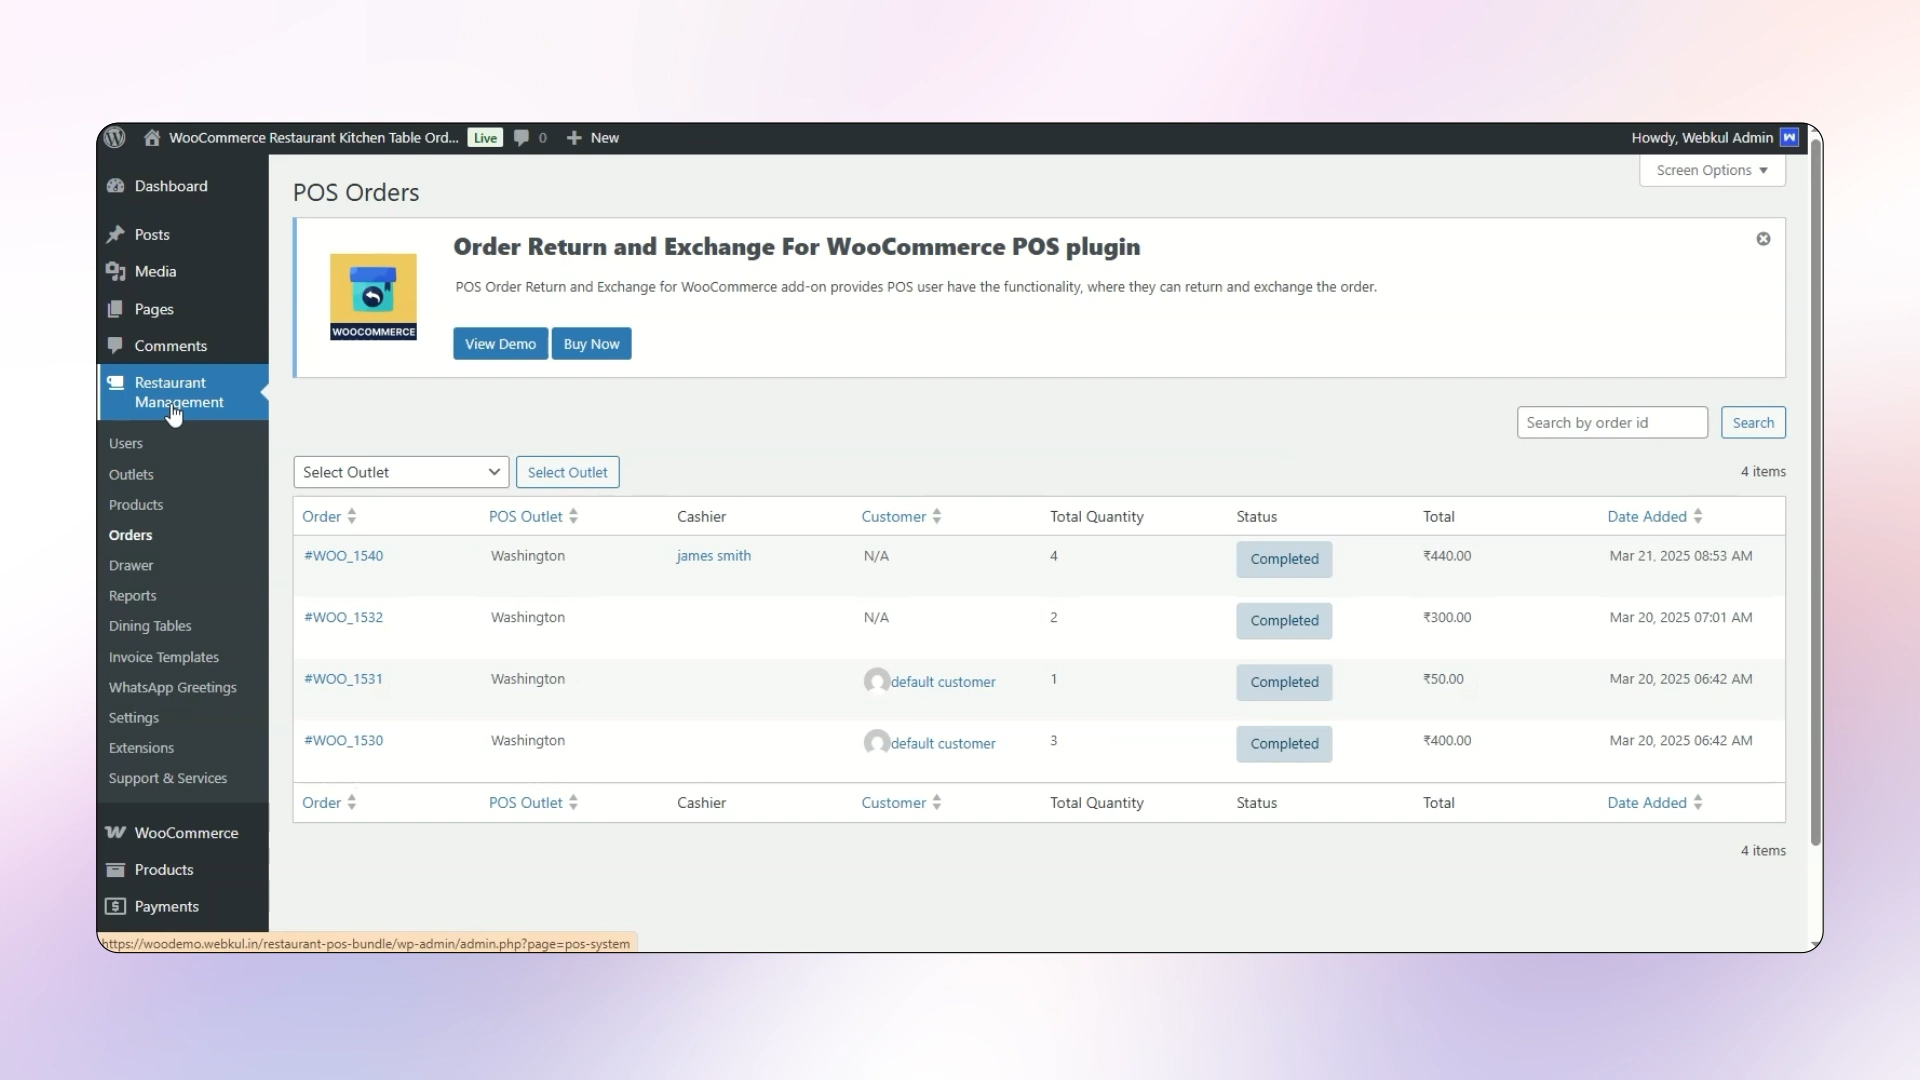 WooCommerce Restaurant Kitchen Table Ord... Live 0 New
Howdy, Webkul Admin
Screen Options
Dashboard
Posts
Media
Pages
Comments
Restaurant
Management
Users
Outlets
Products
Orders
Drawer
Reports
Dining Tables
Invoice Templates
WhatsApp Greetings
Settings
Extensions
Support & Services
WooCommerce
Products
Payments
POS Orders
WOOCOMMERCE
Order Return and Exchange For WooCommerce POS plugin
POS Order Return and Exchange for WooCommerce add-on provides POS user have the functionality, where they can return and exchange the order.
View Demo Buy Now
Search by order id Search
Select Outlet Select Outlet 4 items
Order POS Outlet Cashier Customer Total Quantity Status Total Date Added
#WOO_1540 Washington james smith N/A 4 Completed ₹440.00 Mar 21, 2025 08:53 AM
#WOO_1532 Washington N/A 2 Completed ₹300.00 Mar 20, 2025 07:01 AM
#WOO_1531 Washington default customer 1 Completed ₹50.00 Mar 20, 2025 06:42 AM
#WOO_1530 Washington default customer 3 Completed ₹400.00 Mar 20, 2025 06:42 AM
Order POS Outlet Cashier Customer Total Quantity Status Total Date Added
4 items
https://woodemo.webkul.in/restaurant-pos-bundle/wp-admin/admin.php?page=pos-system